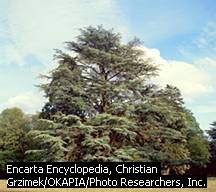 Encarta Encyclopedia, Christian
Grzimek/OKAPIA/Photo Researchers, Inc.